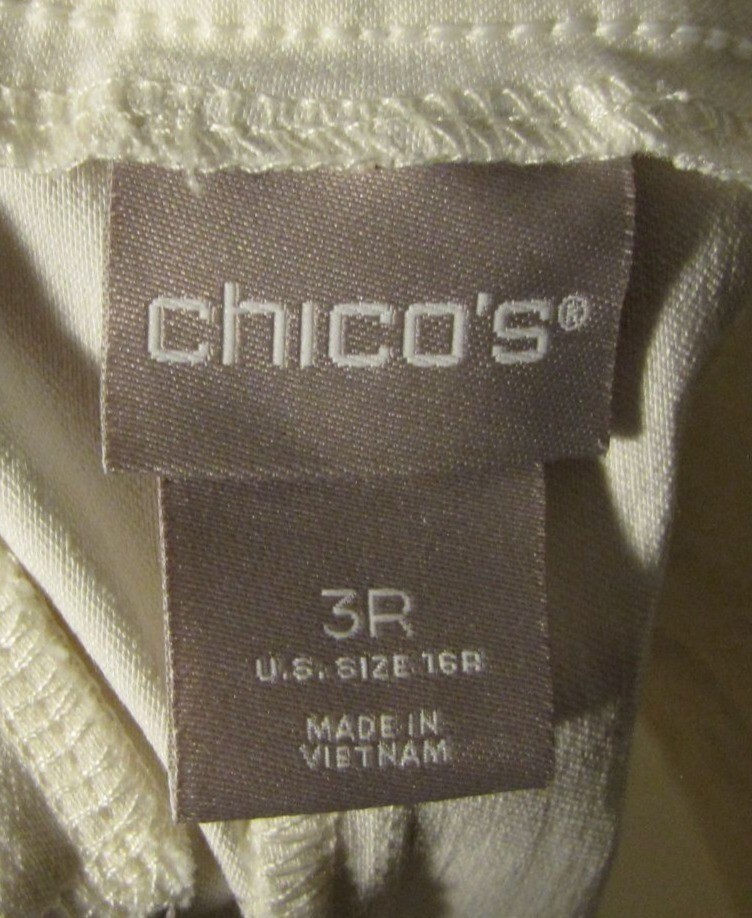 chico's®
3R
U.S. SIZE 16R
MADE IN
VIETNAM